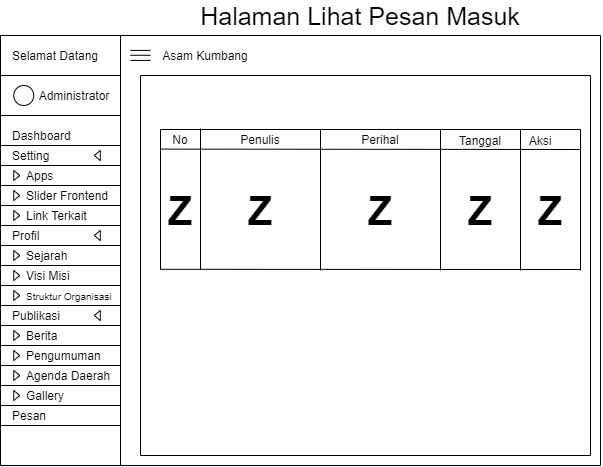 Halaman Lihat Pesan Masuk
Selamat Datang
Asam Kumbang
Administrator
Dashboard
Setting
Apps
Slider Frontend
Link Terkait
Profil
Sejarah
Visi Misi
Struktur Organisasi
Publikasi
Berita
Pengumuman
Agenda Daerah
Gallery
Pesan
No Penulis Perihal Tanggal Aksi
Z Z Z Z Z